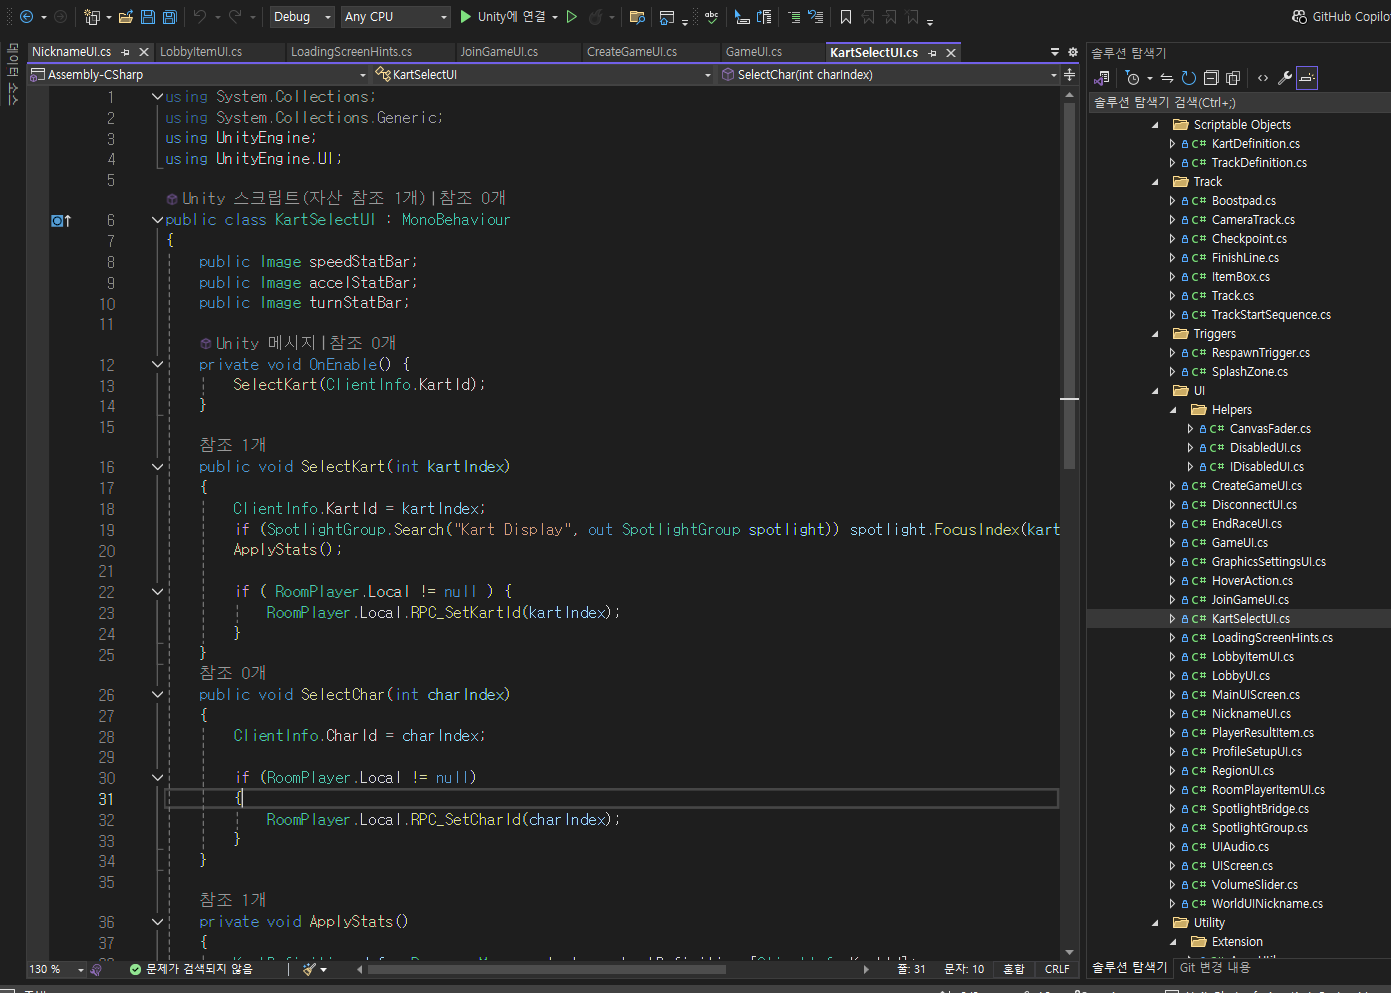 Debug
Any CPU
Unity에 연결
GitHub Copilo
NicknameUI.cs
LobbyItemUI.cs
LoadingScreenHints.cs
JoinGameUI.cs
CreateGameUI.cs
GameUI.cs
KartSelectUI.cs
Assembly-CSharp
KartSelectUI
SelectChar(int charIndex)
데이터 소스
1 using System.Collections;
2 using System.Collections.Generic;
3 using UnityEngine;
4 using UnityEngine.UI;
5
Unity 스크립트(자산 참조 1개)|참조 0개
6 public class KartSelectUI : MonoBehaviour
7 {
8 public Image speedStatBar;
9 public Image accelStatBar;
10 public Image turnStatBar;
11
Unity 메시지|참조 0개
12 private void OnEnable() {
13 SelectKart(ClientInfo.KartId);
14 }
15
참조 1개
16 public void SelectKart(int kartIndex)
17 {
18 ClientInfo.KartId = kartIndex;
19 if (SpotlightGroup.Search("Kart Display", out SpotlightGroup spotlight)) spotlight.FocusIndex(kart
20 ApplyStats();
21
22 if ( RoomPlayer.Local != null ) {
23 RoomPlayer.Local.RPC_SetKartId(kartIndex);
24 }
25 }
참조 0개
26 public void SelectChar(int charIndex)
27 {
28 ClientInfo.CharId = charIndex;
29
30 if (RoomPlayer.Local != null)
31 {
32 RoomPlayer.Local.RPC_SetCharId(charIndex);
33 }
34 }
35
참조 1개
36 private void ApplyStats()
37 {
130 %
문제가 검색되지 않음
줄: 31
문자: 10
혼합
CRLF
솔루션 탐색기
솔루션 탐색기 검색(Ctrl+;)
Scriptable Objects
C# KartDefinition.cs
C# TrackDefinition.cs
Track
C# Boostpad.cs
C# CameraTrack.cs
C# Checkpoint.cs
C# FinishLine.cs
C# ItemBox.cs
C# Track.cs
C# TrackStartSequence.cs
Triggers
C# RespawnTrigger.cs
C# SplashZone.cs
UI
Helpers
C# CanvasFader.cs
C# DisabledUI.cs
C# IDisabledUI.cs
C# CreateGameUI.cs
C# DisconnectUI.cs
C# EndRaceUI.cs
C# GameUI.cs
C# GraphicsSettingsUI.cs
C# HoverAction.cs
C# JoinGameUI.cs
C# KartSelectUI.cs
C# LoadingScreenHints.cs
C# LobbyItemUI.cs
C# LobbyUI.cs
C# MainUIScreen.cs
C# NicknameUI.cs
C# PlayerResultItem.cs
C# ProfileSetupUI.cs
C# RegionUI.cs
C# RoomPlayerItemUI.cs
C# SpotlightBridge.cs
C# SpotlightGroup.cs
C# UIAudio.cs
C# UIScreen.cs
C# VolumeSlider.cs
C# WorldUINickname.cs
Utility
Extension
솔루션 탐색기
Git 변경 내용